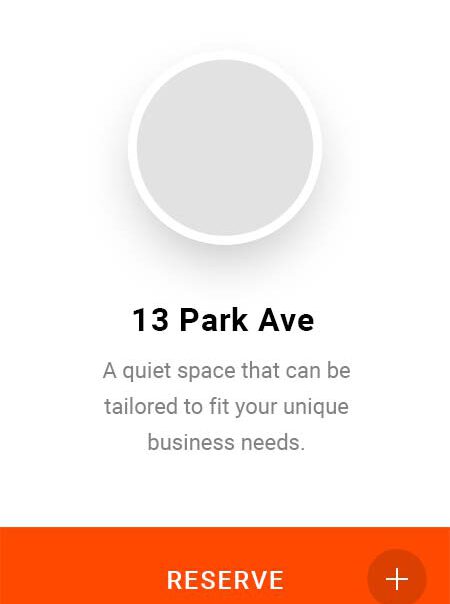 13 Park Ave
A quiet space that can be
tailored to fit your unique
business needs.
RESERVE